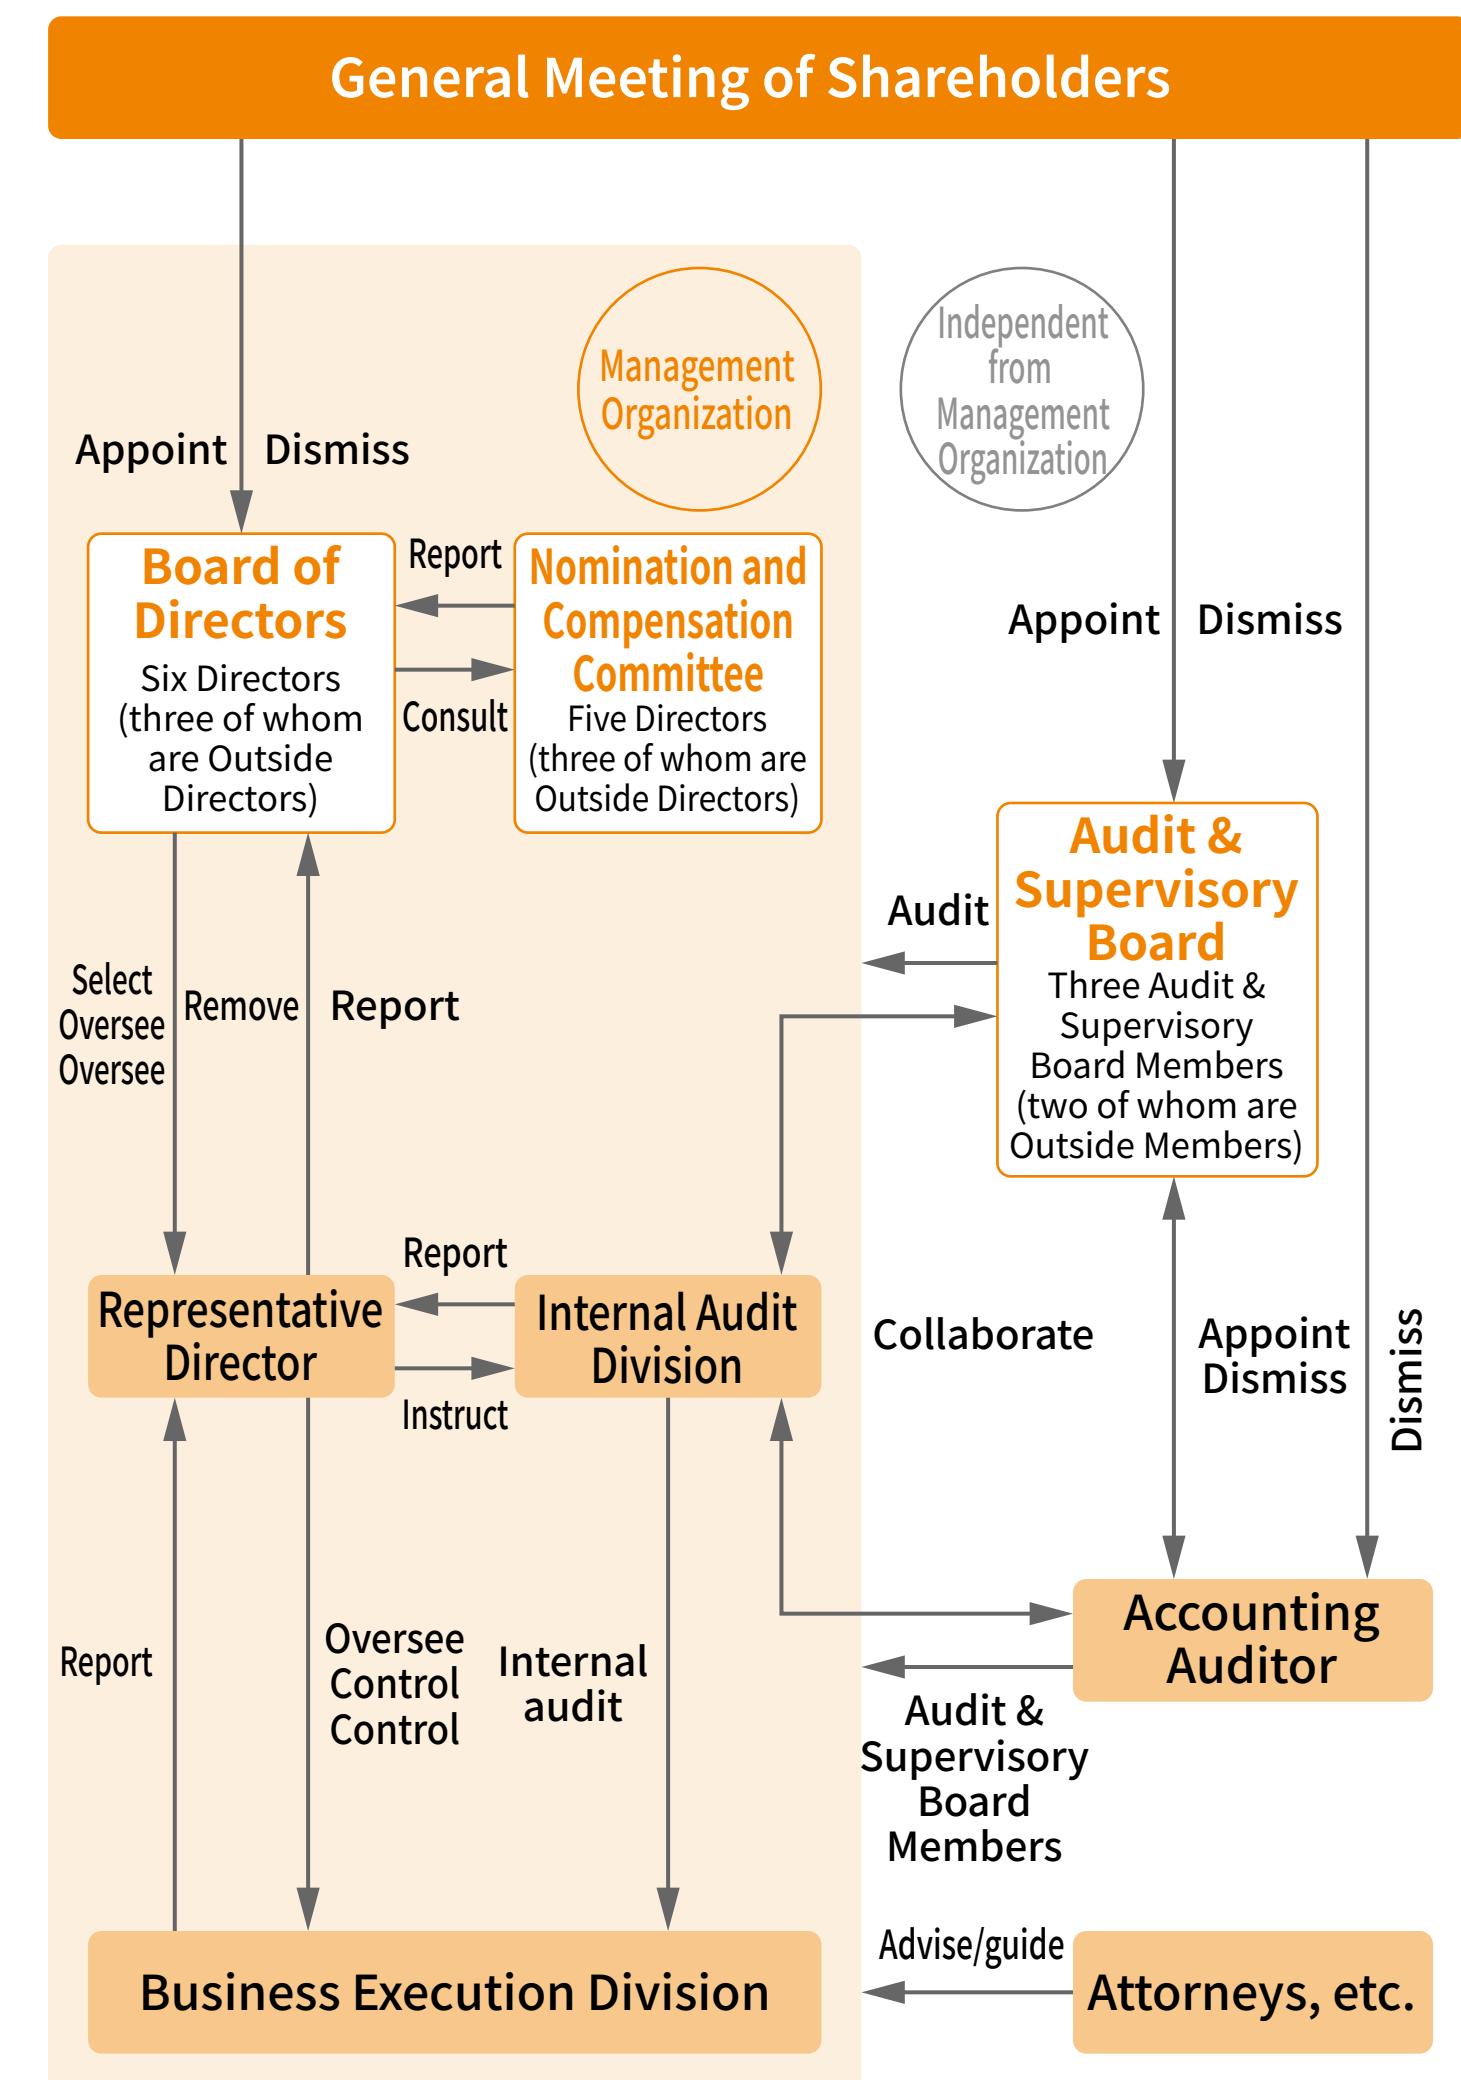 General Meeting of Shareholders
Management
Organization
Independent
from
Management
Organization
Appoint
Dismiss
Board of
Directors
Six Directors
(three of whom
are Outside
Directors)
Report
Consult
Nomination and
Compensation
Committee
Five Directors
(three of whom are
Outside Directors)
Appoint
Dismiss
Audit &
Supervisory
Board
Three Audit &
Supervisory
Board Members
(two of whom are
Outside Members)
Audit
Select
Oversee
Oversee
Remove
Report
Representative
Director
Report
Instruct
Internal Audit
Division
Collaborate
Appoint
Dismiss
Dismiss
Report
Oversee
Control
Control
Internal
audit
Accounting
Auditor
Audit &
Supervisory
Board
Members
Business Execution Division
Advise/guide
Attorneys, etc.